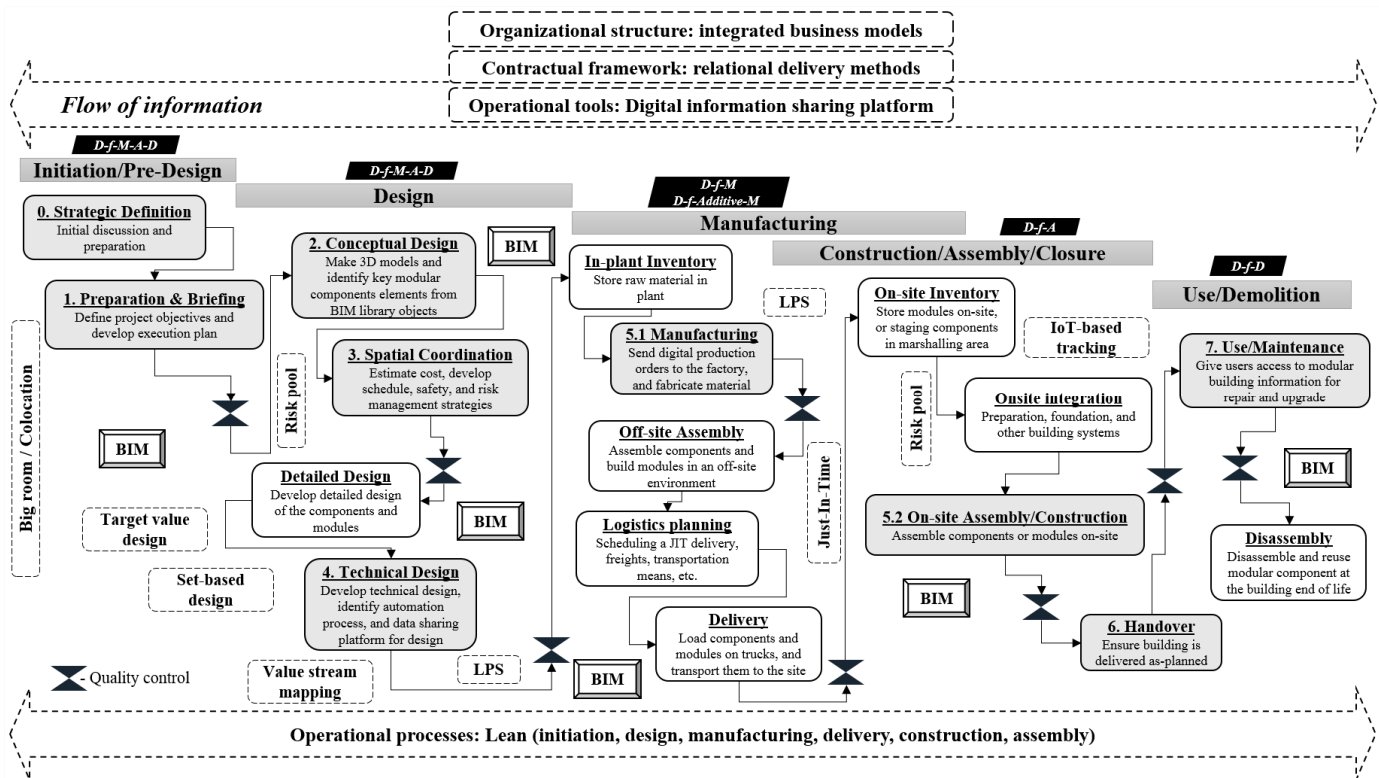 Organizational structure: integrated business models
Contractual framework: relational delivery methods
Flow of information
Operational tools: Digital information sharing platform
D-f-M-A-D
Initiation/Pre-Design
0. Strategic Definition
Initial discussion and
preparation
1. Preparation & Briefing
Define project objectives and
develop execution plan
Big room / Colocation
BIM
Risk pool
Target value
design
Set-based
design
D-f-M-A-D
Design
2. Conceptual Design
Make 3D models and
identify key modular
components elements from
BIM library objects
BIM
3. Spatial Coordination
Estimate cost, develop
schedule, safety, and risk
management strategies
Detailed Design
Develop detailed design
of the components and
modules
BIM
4. Technical Design
Develop technical design,
identify automation
process, and data sharing
platform for design
Value stream
mapping
LPS
BIM
D-f-M
D-f-Additive-M
Manufacturing
In-plant Inventory
Store raw material in
plant
LPS
5.1 Manufacturing
Send digital production
orders to the factory,
and fabricate material
Off-site Assembly
Assemble components and
build modules in an off-site
environment
Just-In-Time
Logistics planning
Scheduling a JIT delivery,
freights, transportation
means, etc.
Delivery
Load components and
modules on trucks, and
transport them to the site
D-f-A
Construction/Assembly/Closure
On-site Inventory
Store modules on-site,
or staging components
in marshalling area
IoT-based
tracking
Risk pool
Onsite integration
Preparation, foundation, and
other building systems
5.2 On-site Assembly/Construction
Assemble components or modules on-site
BIM
6. Handover
Ensure building is
delivered as-planned
D-f-D
Use/Demolition
7. Use/Maintenance
Give users access to modular
building information for
repair and upgrade
BIM
Disassembly
Disassemble and reuse
modular component at
the building end of life
- Quality control
Operational processes: Lean (initiation, design, manufacturing, delivery, construction, assembly)